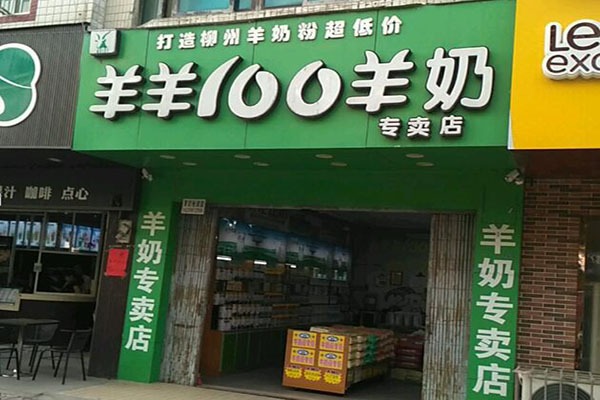 打造柳州羊奶粉超低价
羊羊100羊奶
专卖店
Le
exc
汁 咖啡 点心
羊奶专卖店
羊奶专卖店